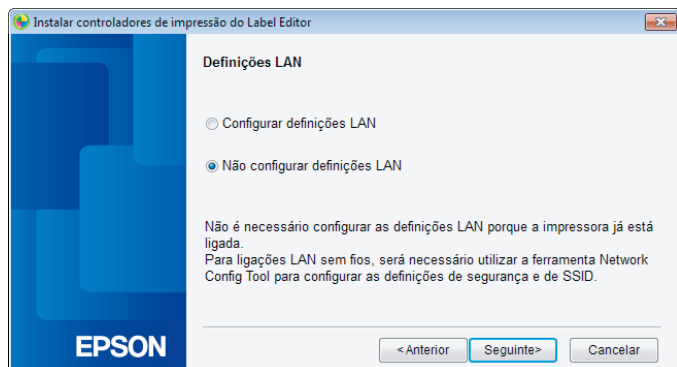 Instalar controladores de impressão do Label Editor
Definições LAN
Configurar definições LAN
Não configurar definições LAN
Não é necessário configurar as definições LAN porque a impressora já está
ligada.
Para ligações LAN sem fios, será necessário utilizar a ferramenta Network
Config Tool para configurar as definições de segurança e de SSID.
EPSON
<Anterior
Seguinte>
Cancelar